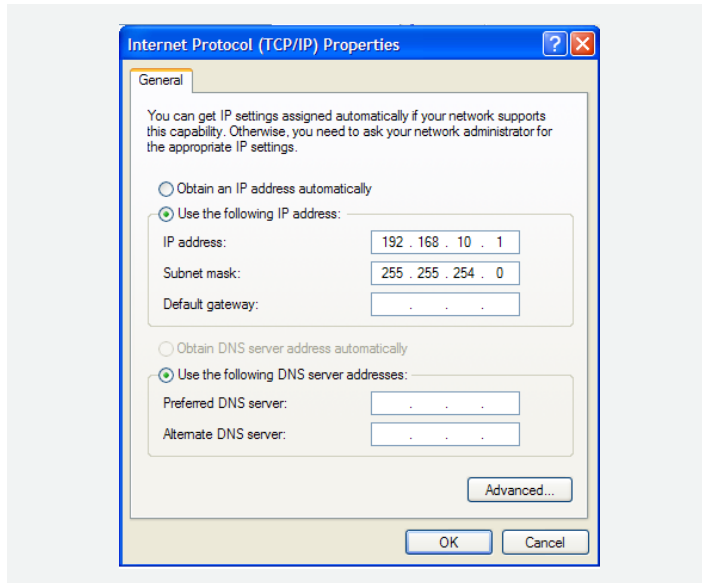 Internet Protocol (TCP/IP) Properties
General
You can get IP settings assigned automatically if your network supports
this capability. Otherwise, you need to ask your network administrator for
the appropriate IP settings.
Obtain an IP address automatically
Use the following IP address:
IP address: 192 . 168 . 10 . 1
Subnet mask: 255 . 255 . 254 . 0
Default gateway: . . .
Obtain DNS server address automatically
Use the following DNS server addresses:
Preferred DNS server: . . .
Alternate DNS server: . . .
Advanced...
OK Cancel